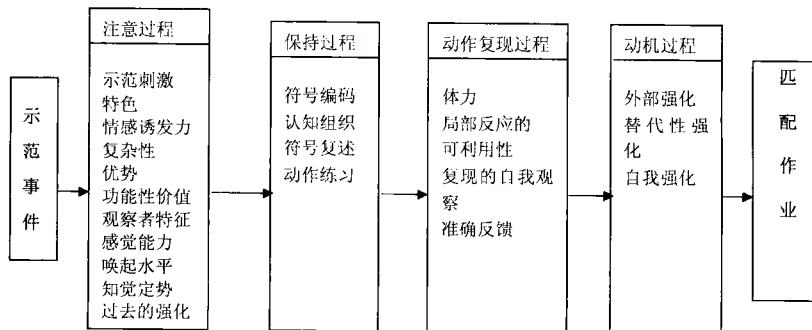 示范事件
注意过程
示范刺激
特色
情感诱发力
复杂性
优势
功能性价值
观察者特征
感觉能力
唤起水平
知觉定势
过去的强化
保持过程
符号编码
认知组织
符号复述
动作练习
动作复现过程
体力
局部反应的
可利用性
复现的自我观
察
准确反馈
动机过程
外部强化
替代性强
化
自我强化
匹配作业